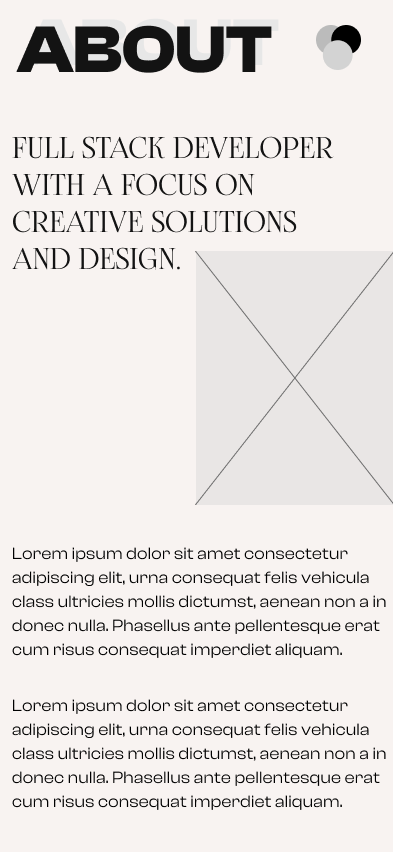 ABOUT
FULL STACK DEVELOPER
WITH A FOCUS ON
CREATIVE SOLUTIONS
AND DESIGN.
Lorem ipsum dolor sit amet consectetur
adipiscing elit, urna consequat felis vehicula
class ultricies mollis dictumst, aenean non a in
donec nulla. Phasellus ante pellentesque erat
cum risus consequat imperdiet aliquam.
Lorem ipsum dolor sit amet consectetur
adipiscing elit, urna consequat felis vehicula
class ultricies mollis dictumst, aenean non a in
donec nulla. Phasellus ante pellentesque erat
cum risus consequat imperdiet aliquam.